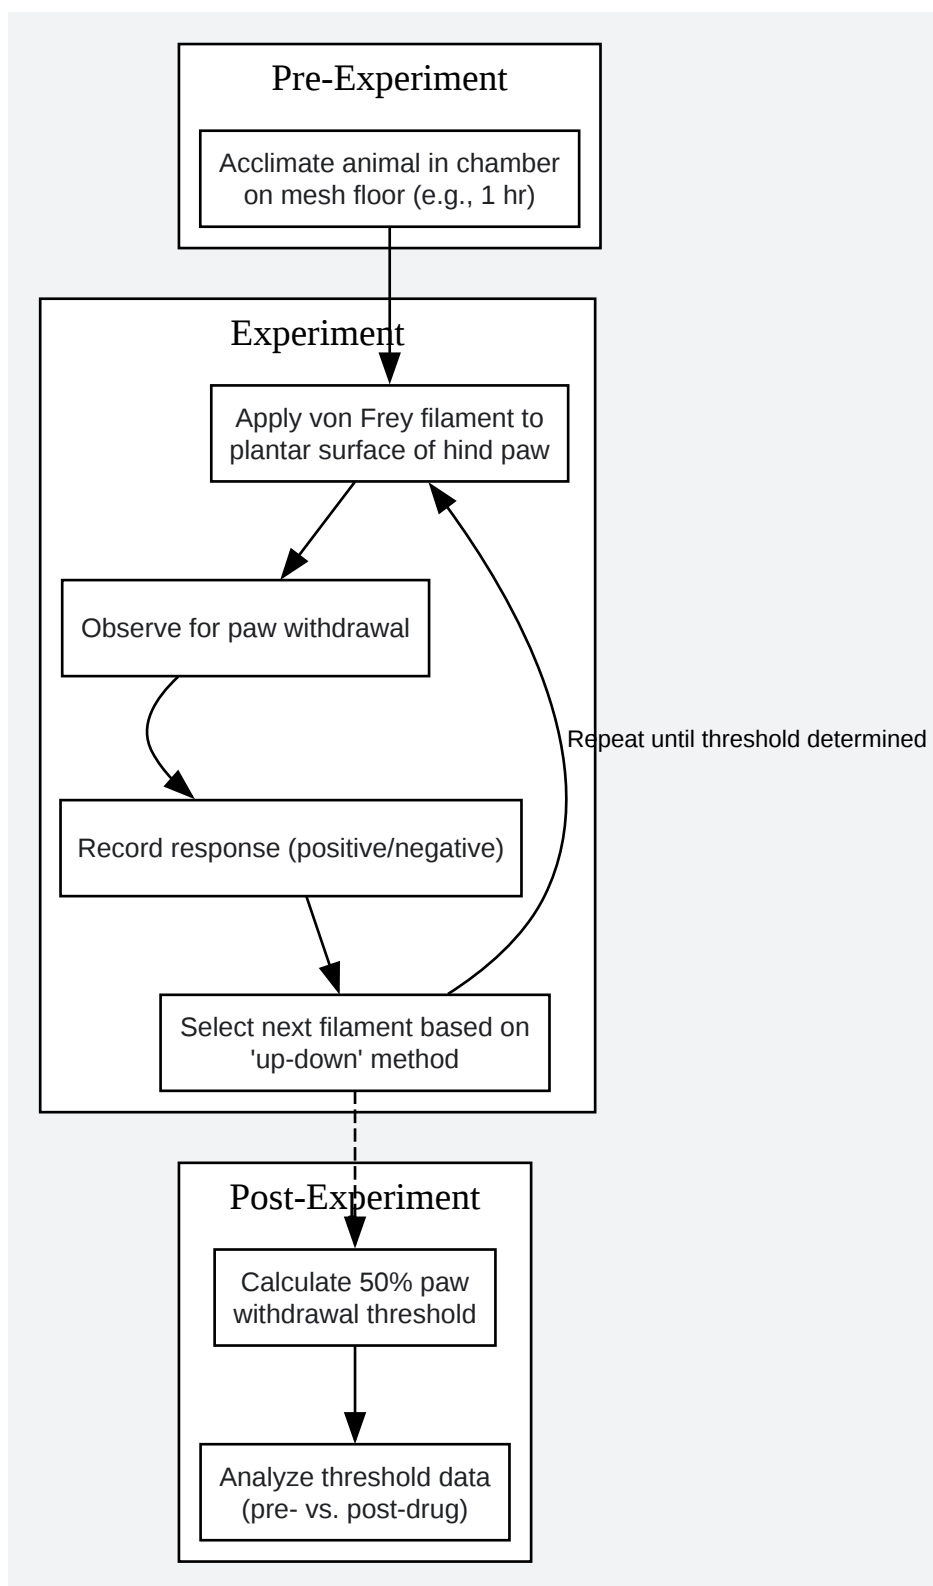 Pre-Experiment
Acclimate animal in chamber
on mesh floor (e.g., 1 hr)
Experiment
Apply von Frey filament to
plantar surface of hind paw
Observe for paw withdrawal
Repeat until threshold determined
Record response (positive/negative)
Select next filament based on
'up-down' method
Post-Experiment
Calculate 50% paw
withdrawal threshold
Analyze threshold data
(pre- vs. post-drug)